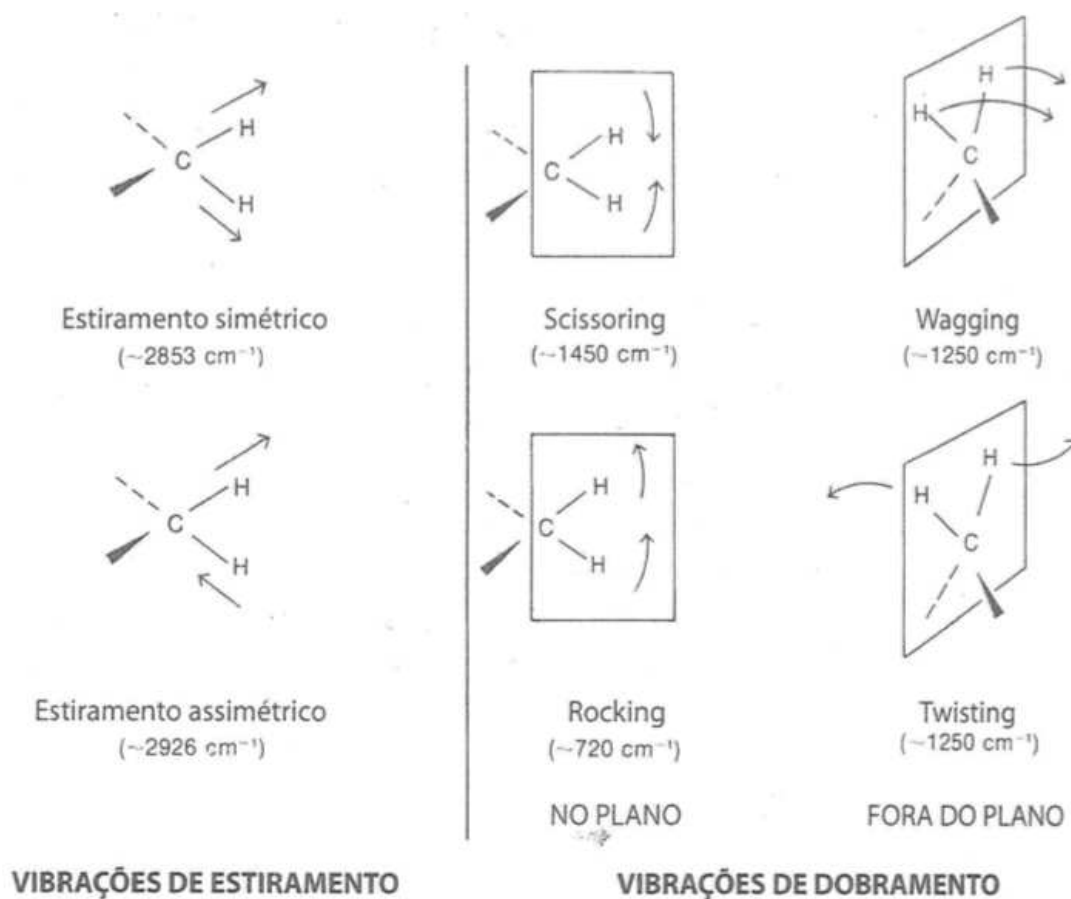 H
C
H
Estiramento simétrico
(~2853 cm⁻¹)
H
C
H
Scissoring
(~1450 cm⁻¹)
H
H
C
Wagging
(~1250 cm⁻¹)
H
C
H
Estiramento assimétrico
(~2926 cm⁻¹)
H
C
H
Rocking
(~720 cm⁻¹)
H
H
C
Twisting
(~1250 cm⁻¹)
NO PLANO
FORA DO PLANO
VIBRAÇÕES DE ESTIRAMENTO
VIBRAÇÕES DE DOBRAMENTO